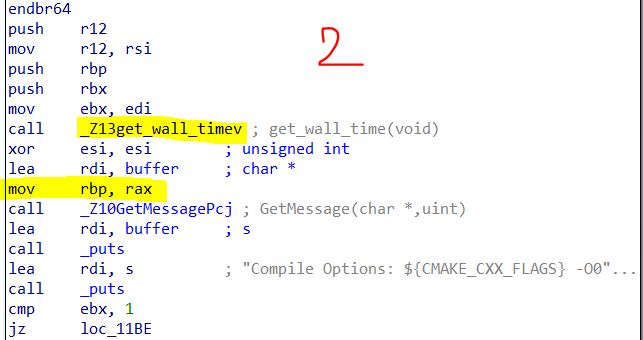 endbr64
push r12
mov r12, rsi
push rbp
push rbx
mov ebx, edi
call _Z13get_wall_timev ; get_wall_time(void)
xor esi, esi ; unsigned int
lea rdi, buffer ; char *
mov rbp, rax
call _Z10GetMessagePcj ; GetMessage(char *,uint)
lea rdi, buffer ; s
call _puts
lea rdi, s ; "Compile Options: ${CMAKE_CXX_FLAGS} -O0"...
call _puts
cmp ebx, 1
jz loc_11BE
2